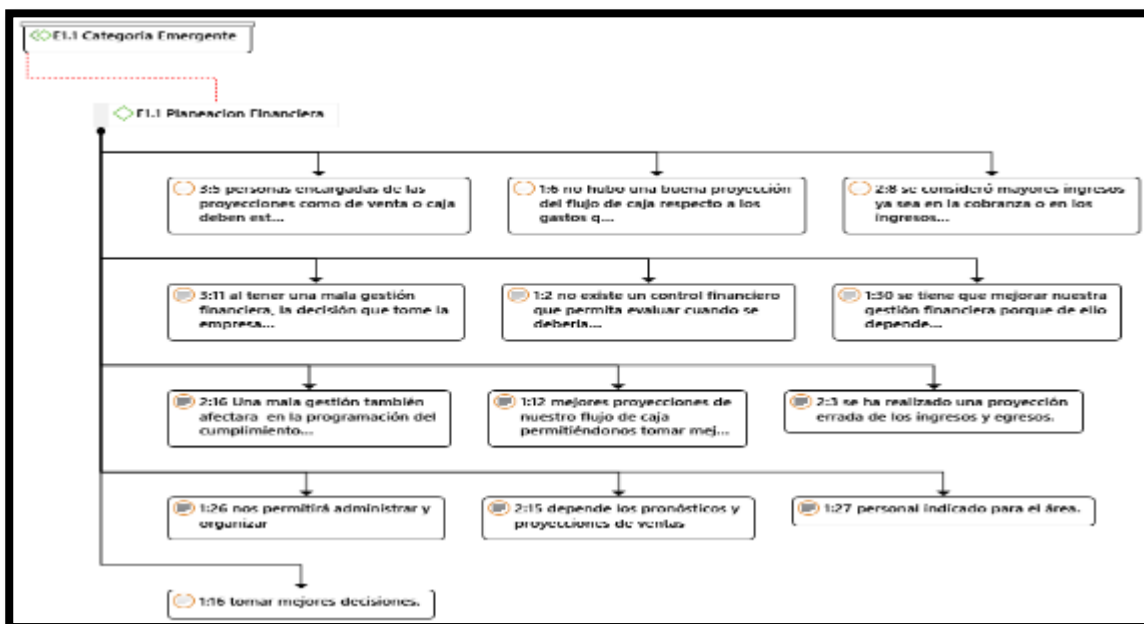 E1.1 Categoria Emergente
E1.1 Planeacion Financiera
3:5 personas encargadas de las
proyecciones como de venta o caja
deben est...
1:6 no hubo una buena proyección
del flujo de caja respecto a los
gastos q...
2:8 se consideró mayores ingresos
ya sea en la cobranza o en los
ingresos...
3:11 al tener una mala gestión
financiera, la decisión que tome la
empresa...
1:2 no existe un control financiero
que permita evaluar cuando se
debería...
1:30 se tiene que mejorar nuestra
gestión financiera porque de ello
depende...
2:16 Una mala gestión también
afectara en la programación del
cumplimiento...
1:12 mejores proyecciones de
nuestro flujo de caja
permitiéndonos tomar mej...
2:3 se ha realizado una proyección
errada de los ingresos y egresos.
1:26 nos permitirá administrar y
organizar
2:15 depende los pronósticos y
proyecciones de ventas
1:27 personal indicado para el área.
1:16 tomar mejores decisiones.